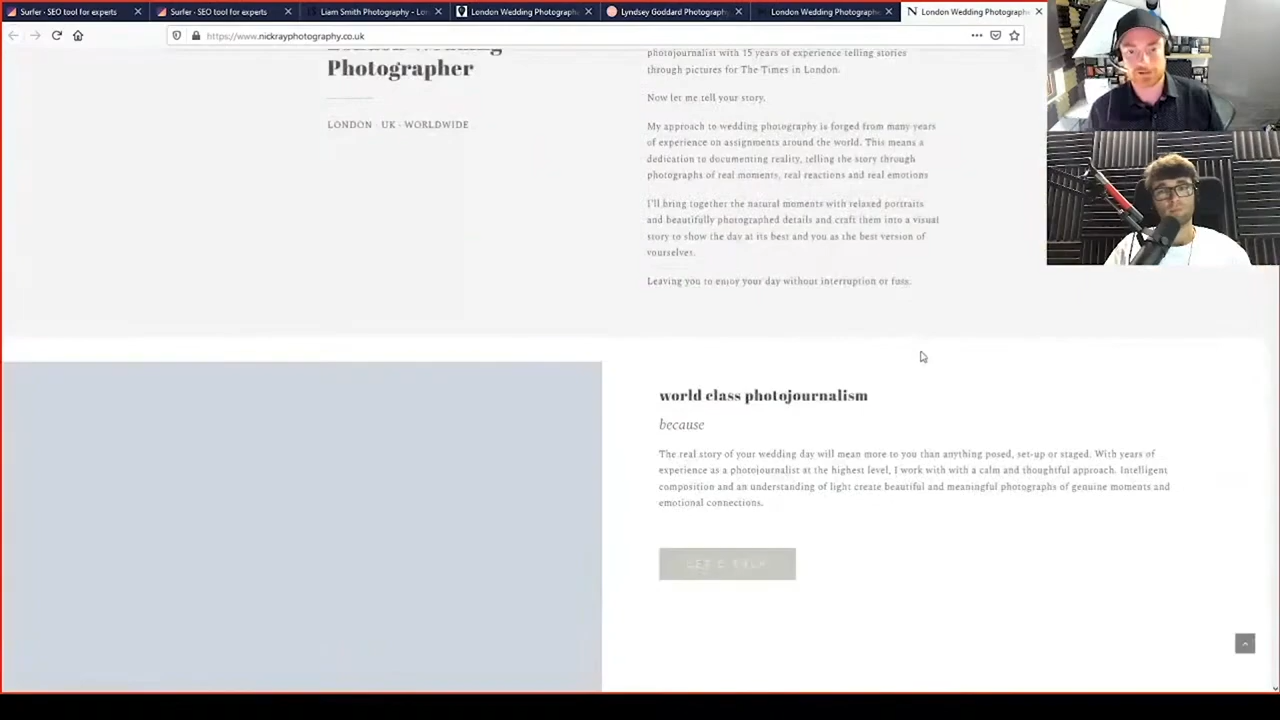 Surfer - SEO tool for experts
Surfer - SEO tool for experts
Liam Smith Photography - Lon
London Wedding Photograph
Lyndsey Goddard Photography
London Wedding Photographe
N London Wedding Photograph
https://www.nickrayphotography.co.uk
London Wedding
Photographer
LONDON · UK · WORLDWIDE
photojournalist with 15 years of experience telling stories
through pictures for The Times in London.
Now let me tell your story.
My approach to wedding photography is forged from many years
of experience on assignments around the world. This means a
dedication to documenting reality, telling the story through
photographs of real moments, real reactions and real emotions
I'll bring together the natural moments with relaxed portraits
and beautifully photographed details and craft them into a visual
story to show the day at its best and you as the best version of
yourselves.
Leaving you to enjoy your day without interruption or fuss.
world class photojournalism
because
The real story of your wedding day will mean more to you than anything posed, set-up or staged. With years of
experience as a photojournalist at the highest level, I work with with a calm and thoughtful approach. Intelligent
composition and an understanding of light create beautiful and meaningful photographs of genuine moments and
emotional connections.
LET'S TALK